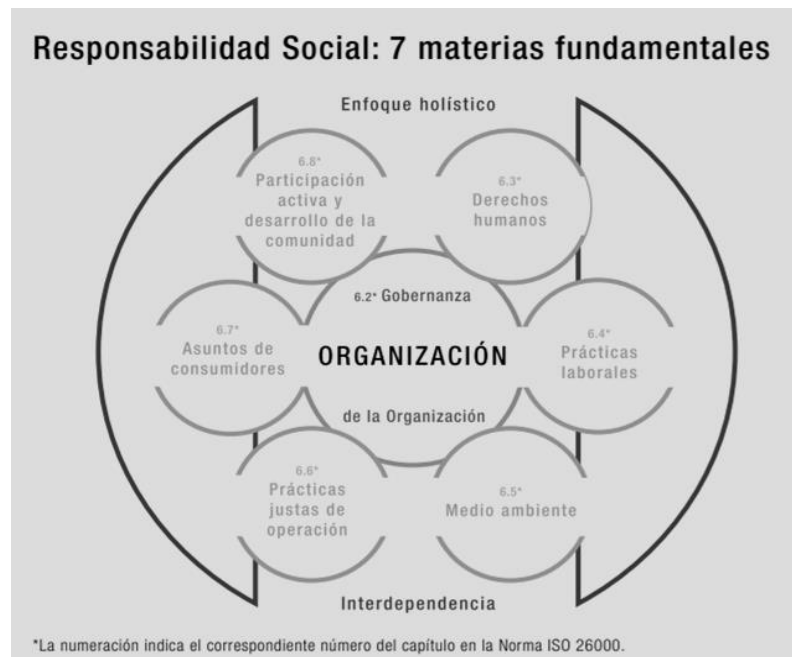 Responsabilidad Social: 7 materias fundamentales
Enfoque holístico
6.8*
Participación
activa y
desarrollo de la
comunidad
6.3*
Derechos
humanos
6.2* Gobernanza
6.7*
Asuntos de
consumidores
ORGANIZACIÓN
6.4*
Prácticas
laborales
de la Organización
6.6*
Prácticas
justas de
operación
6.5*
Medio ambiente
Interdependencia
*La numeración indica el correspondiente número del capítulo en la Norma ISO 26000.